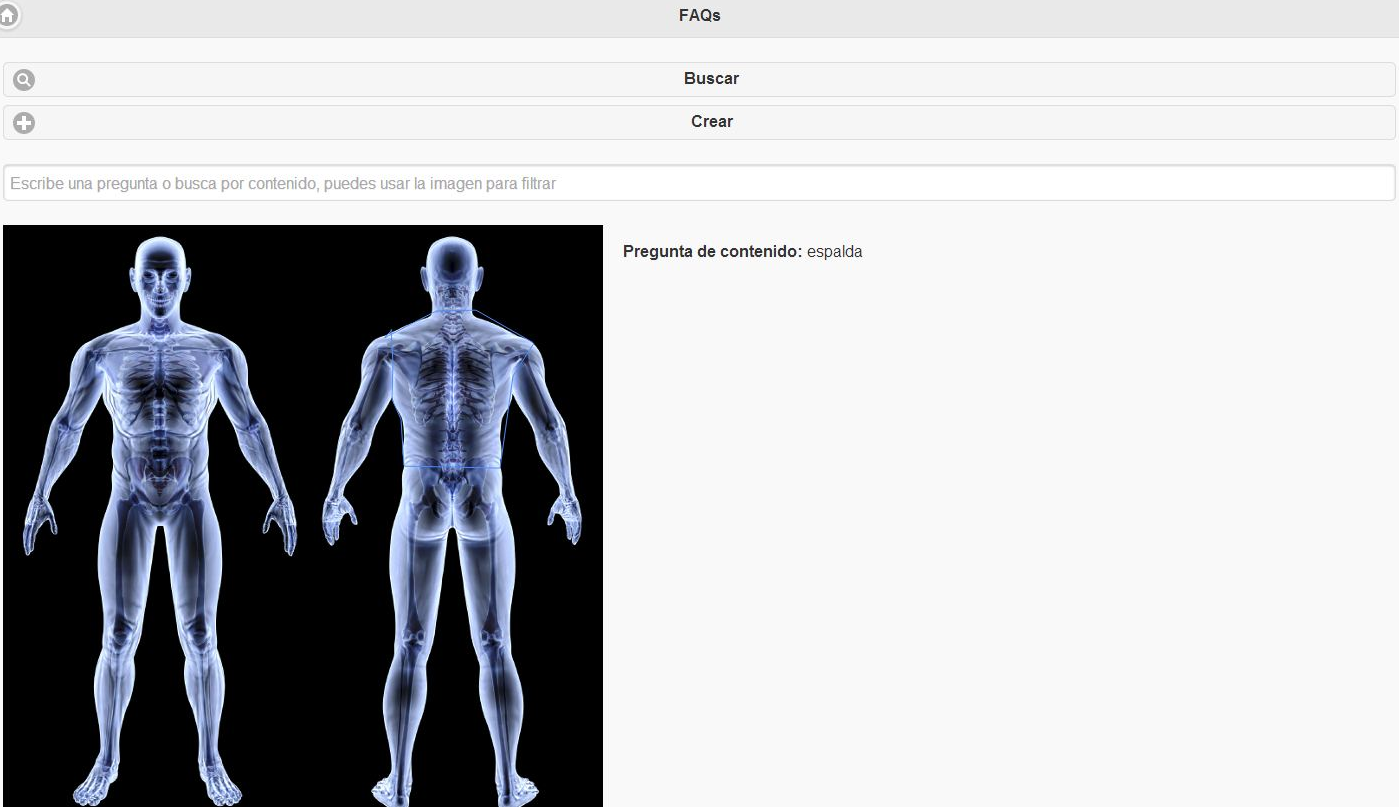 FAQs
Buscar
Crear
Escribe una pregunta o busca por contenido, puedes usar la imagen para filtrar
Pregunta de contenido: espalda